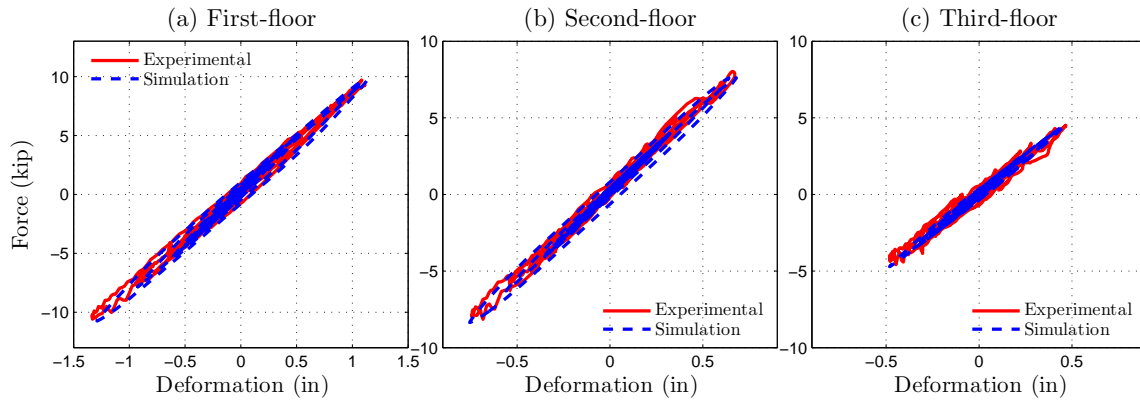 (a) First-floor
(b) Second-floor
(c) Third-floor
Force (kip)
10
5
0
−5
−10
−1.5
−1
−0.5
0
0.5
1
1.5
Deformation (in)
Experimental
Simulation
10
5
0
−5
−10
−0.5
0
0.5
Deformation (in)
Experimental
Simulation
10
5
0
−5
−10
−0.5
0
0.5
Deformation (in)
Experimental
Simulation